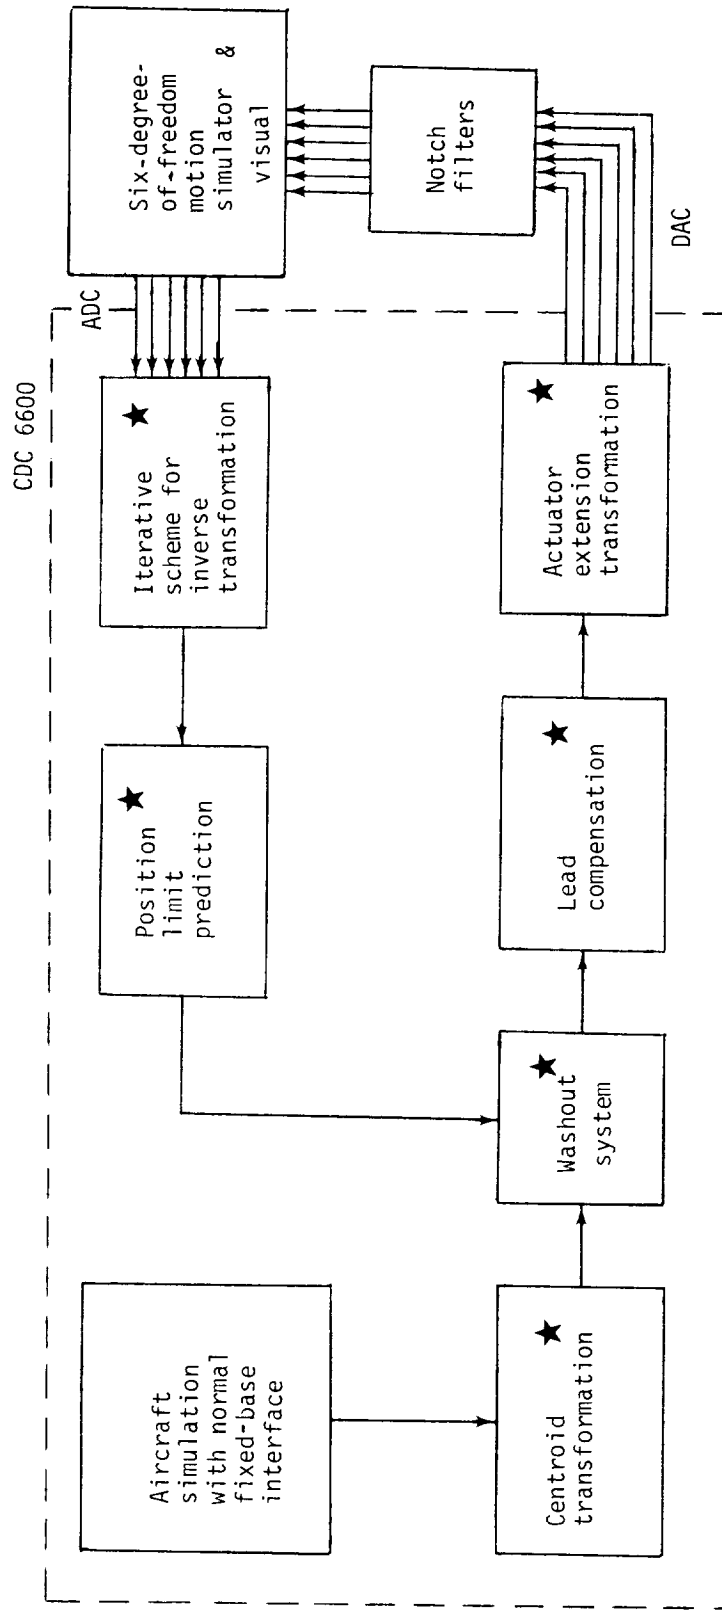 CDC 6600
Aircraft
simulation
with normal
fixed-base
interface
Position
limit
prediction
Iterative
scheme for
inverse
transformation
ADC
Six-degree-
of-freedom
motion
simulator &
visual
Centroid
transformation
Washout
system
Lead
compensation
Actuator
extension
transformation
DAC
Notch
filters